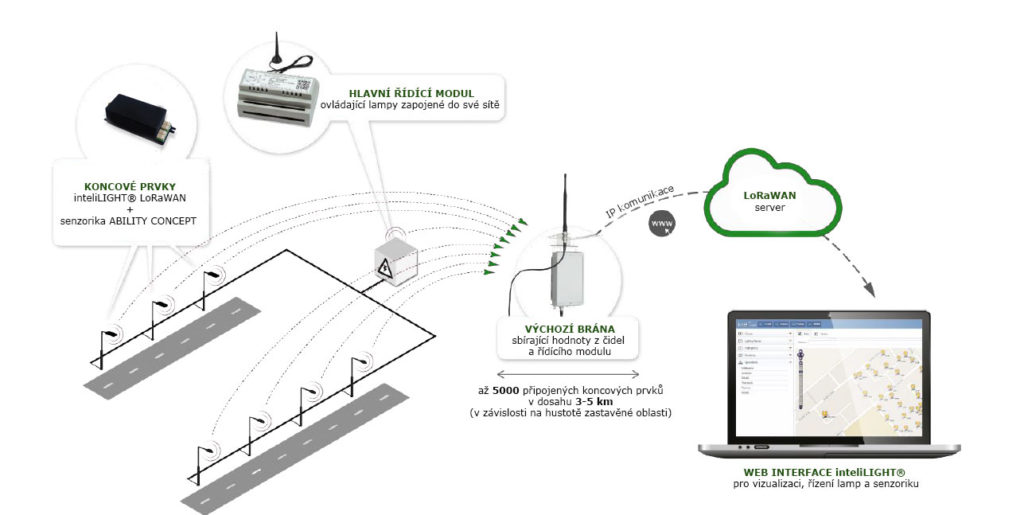 HLAVNÍ ŘÍDÍCÍ MODUL
ovládající lampy zapojené do své sítě
KONCOVÉ PRVKY
inteliLIGHT® LoRaWAN
+
senzorika ABILITY CONCEPT
IP komunikace
www
LoRaWAN
server
VÝCHOZÍ BRÁNA
sbírající hodnoty z čidel
a řídícího modulu
až 5000 připojených koncových prvků
v dosahu 3-5 km
(v závislosti na hustotě zastavěné oblasti)
WEB INTERFACE inteliLIGHT®
pro vizualizaci, řízení lamp a senzoriku